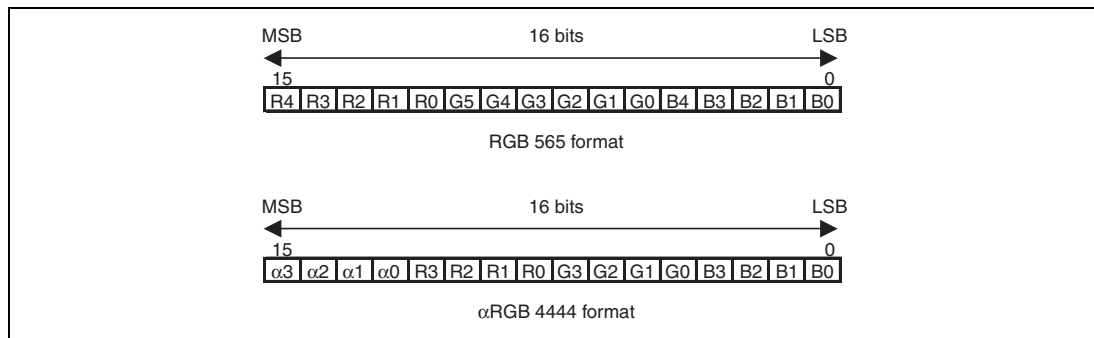 MSB 16 bits LSB
15 0
R4 R3 R2 R1 R0 G5 G4 G3 G2 G1 G0 B4 B3 B2 B1 B0
RGB 565 format
MSB 16 bits LSB
15 0
α3 α2 α1 α0 R3 R2 R1 R0 G3 G2 G1 G0 B3 B2 B1 B0
αRGB 4444 format